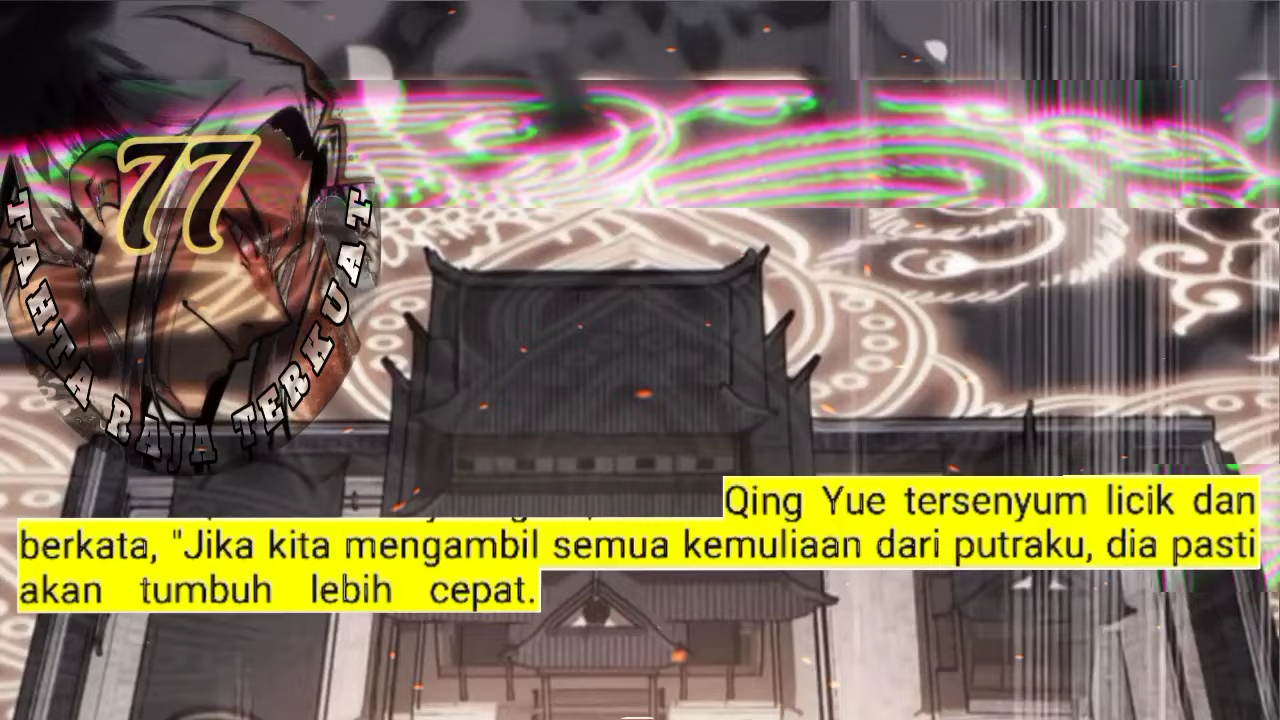 77
TAHTA RAJA TERKUAT
Qing Yue tersenyum licik dan
berkata, "Jika kita mengambil semua kemuliaan dari putraku, dia pasti
akan tumbuh lebih cepat.